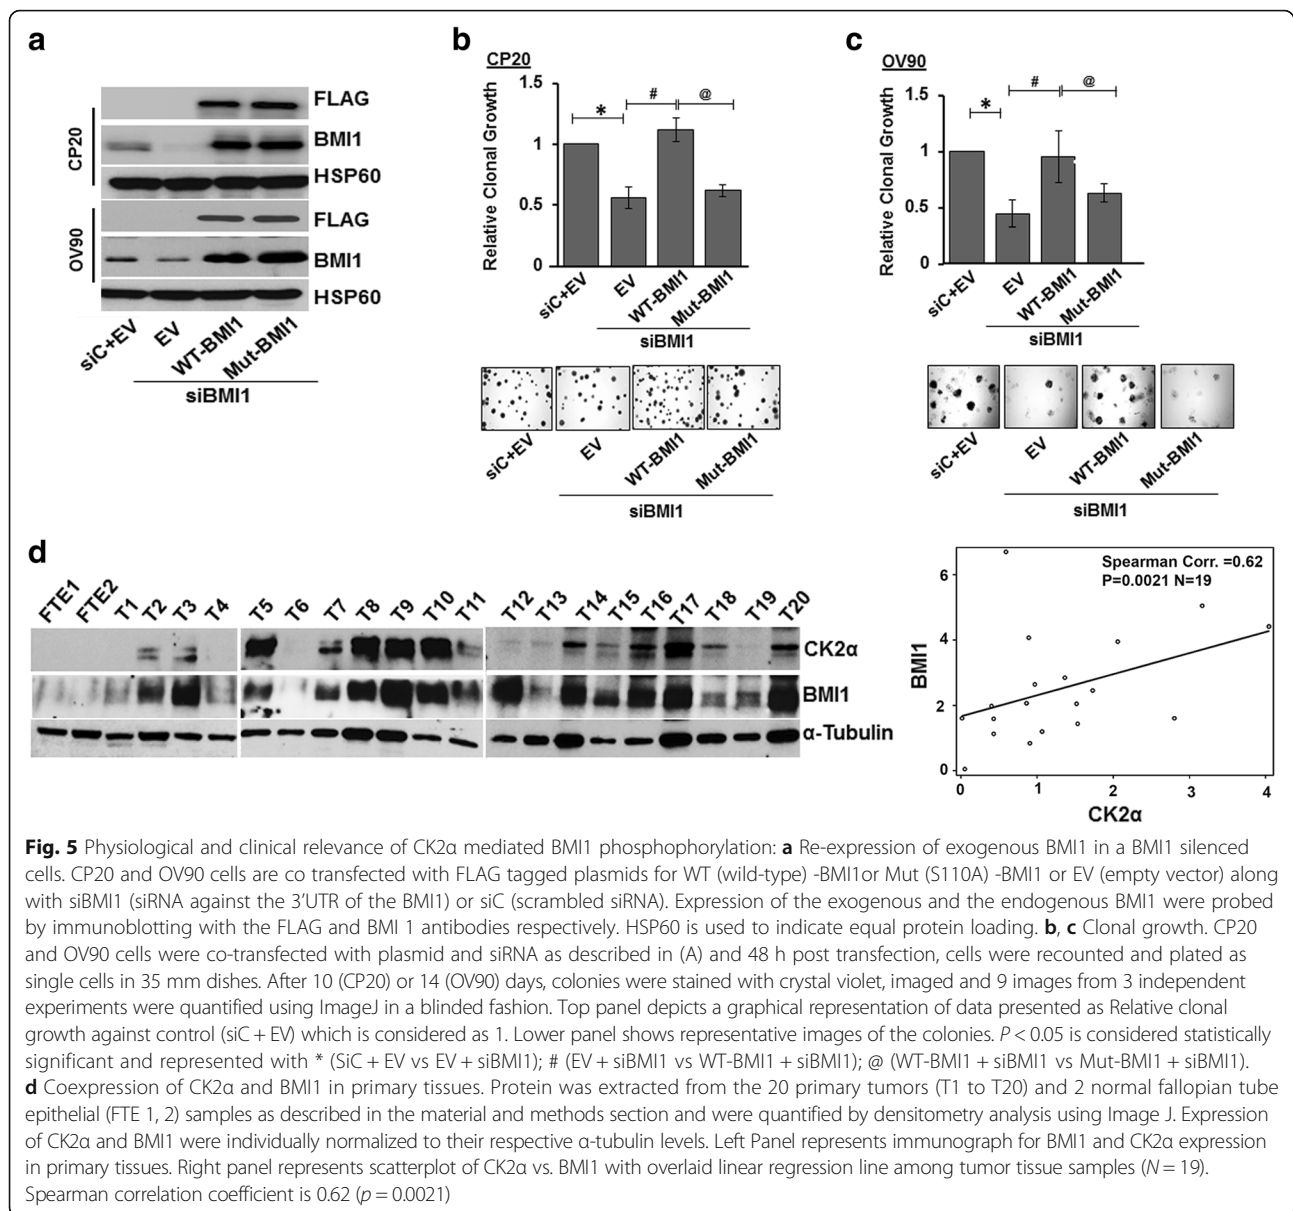 a
CP20
FLAG
BMI1
HSP60
OV90
FLAG
BMI1
HSP60
siC+EV
EV
WT-BMI1
Mut-BMI1
siBMI1
b
CP20
Relative Clonal Growth
1.5
1
0.5
0
*
#
@
siC+EV
EV
WT-BMI1
Mut-BMI1
siBMI1
siC+EV
EV
WT-BMI1
Mut-BMI1
siBMI1
c
OV90
Relative Clonal Growth
1.5
1
0.5
0
*
#
@
siC+EV
EV
WT-BMI1
Mut-BMI1
siBMI1
siC+EV
EV
WT-BMI1
Mut-BMI1
siBMI1
d
FTE1 FTE2 T1 T2 T3 T4 T5 T6 T7 T8 T9 T10 T11 T12 T13 T14 T15 T16 T17 T18 T19 T20
CK2α
BMI1
α-Tubulin
Spearman Corr. =0.62
P=0.0021 N=19
BMI1
6
4
2
0
0 1 2 3 4
CK2α
Fig. 5 Physiological and clinical relevance of CK2α mediated BMI1 phosphophorylation: a Re-expression of exogenous BMI1 in a BMI1 silenced
cells. CP20 and OV90 cells are co transfected with FLAG tagged plasmids for WT (wild-type) -BMI1or Mut (S110A) -BMI1 or EV (empty vector) along
with siBMI1 (siRNA against the 3’UTR of the BMI1) or siC (scrambled siRNA). Expression of the exogenous and the endogenous BMI1 were probed
by immunoblotting with the FLAG and BMI 1 antibodies respectively. HSP60 is used to indicate equal protein loading. b, c Clonal growth. CP20
and OV90 cells were co-transfected with plasmid and siRNA as described in (A) and 48 h post transfection, cells were recounted and plated as
single cells in 35 mm dishes. After 10 (CP20) or 14 (OV90) days, colonies were stained with crystal violet, imaged and 9 images from 3 independent
experiments were quantified using ImageJ in a blinded fashion. Top panel depicts a graphical representation of data presented as Relative clonal
growth against control (siC + EV) which is considered as 1. Lower panel shows representative images of the colonies. P < 0.05 is considered statistically
significant and represented with * (SiC + EV vs EV + siBMI1); # (EV + siBMI1 vs WT-BMI1 + siBMI1); @ (WT-BMI1 + siBMI1 vs Mut-BMI1 + siBMI1).
d Coexpression of CK2α and BMI1 in primary tissues. Protein was extracted from the 20 primary tumors (T1 to T20) and 2 normal fallopian tube
epithelial (FTE 1, 2) samples as described in the material and methods section and were quantified by densitometry analysis using Image J. Expression
of CK2α and BMI1 were individually normalized to their respective α-tubulin levels. Left Panel represents immunograph for BMI1 and CK2α expression
in primary tissues. Right panel represents scatterplot of CK2α vs. BMI1 with overlaid linear regression line among tumor tissue samples (N = 19).
Spearman correlation coefficient is 0.62 (p = 0.0021)